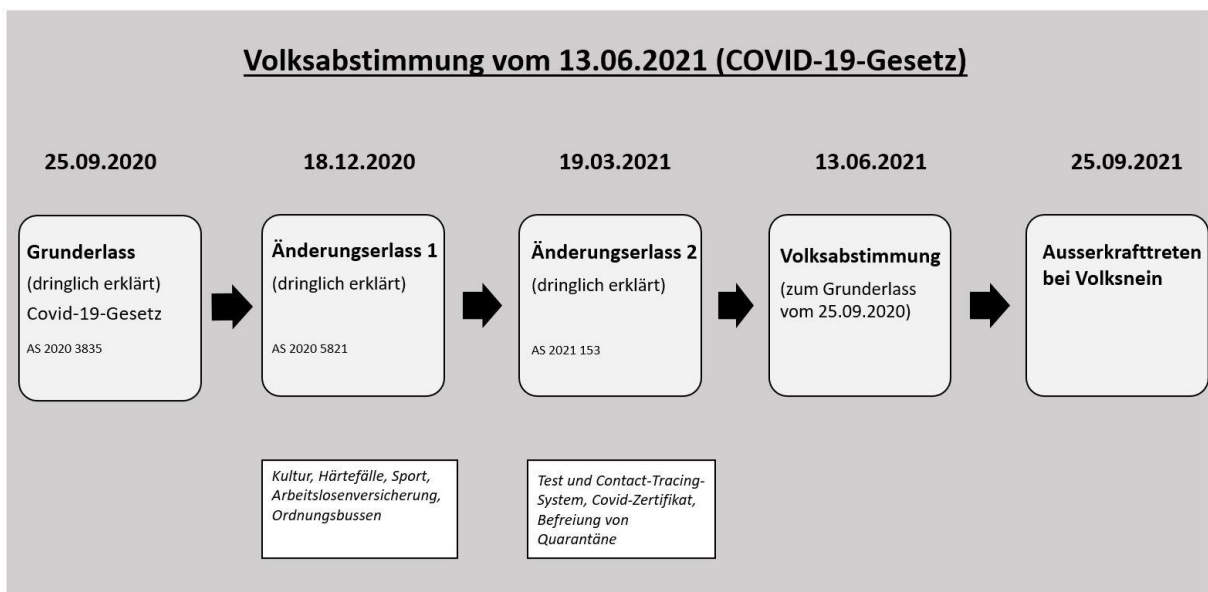 Volksabstimmung vom 13.06.2021 (COVID-19-Gesetz)
25.09.2020
18.12.2020
19.03.2021
13.06.2021
25.09.2021
Grunderlass
(dringlich erklärt)
Covid-19-Gesetz
AS 2020 3835
Änderungserlass 1
(dringlich erklärt)
AS 2020 5821
Änderungserlass 2
(dringlich erklärt)
AS 2021 153
Volksabstimmung
(zum Grunderlass
vom 25.09.2020)
Ausserkrafttreten
bei Volksnein
Kultur, Härtefälle, Sport,
Arbeitslosenversicherung,
Ordnungsbussen
Test und Contact-Tracing-
System, Covid-Zertifikat,
Befreiung von
Quarantäne